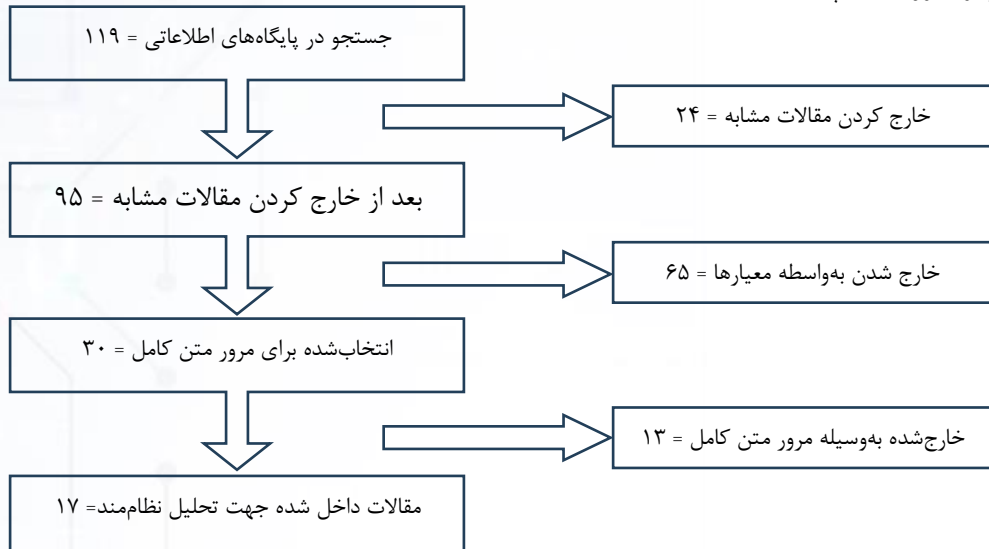 جستجو در پایگاه‌های اطلاعاتی = ۱۱۹
خارج کردن مقالات مشابه = ۲۴
بعد از خارج کردن مقالات مشابه = ۹۵
خارج شدن به‌واسطه معیارها = ۶۵
انتخاب‌شده برای مرور متن کامل = ۳۰
خارج‌شده به‌وسیله مرور متن کامل = ۱۳
مقالات داخل شده جهت تحلیل نظام‌مند= ۱۷